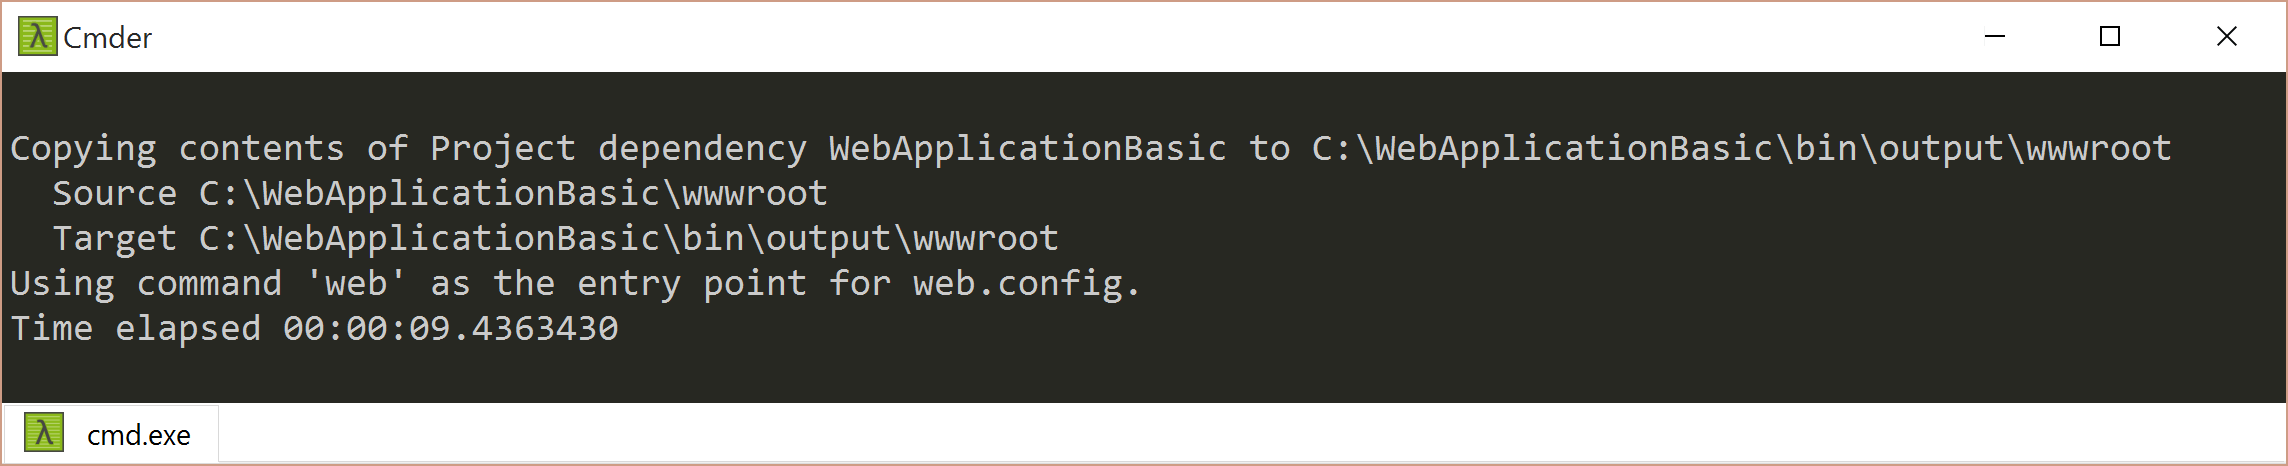 λ Cmder
Copying contents of Project dependency WebApplicationBasic to C:\WebApplicationBasic\bin\output\wwwroot
  Source C:\WebApplicationBasic\wwwroot
  Target C:\WebApplicationBasic\bin\output\wwwroot
Using command 'web' as the entry point for web.config.
Time elapsed 00:00:09.4363430
λ cmd.exe